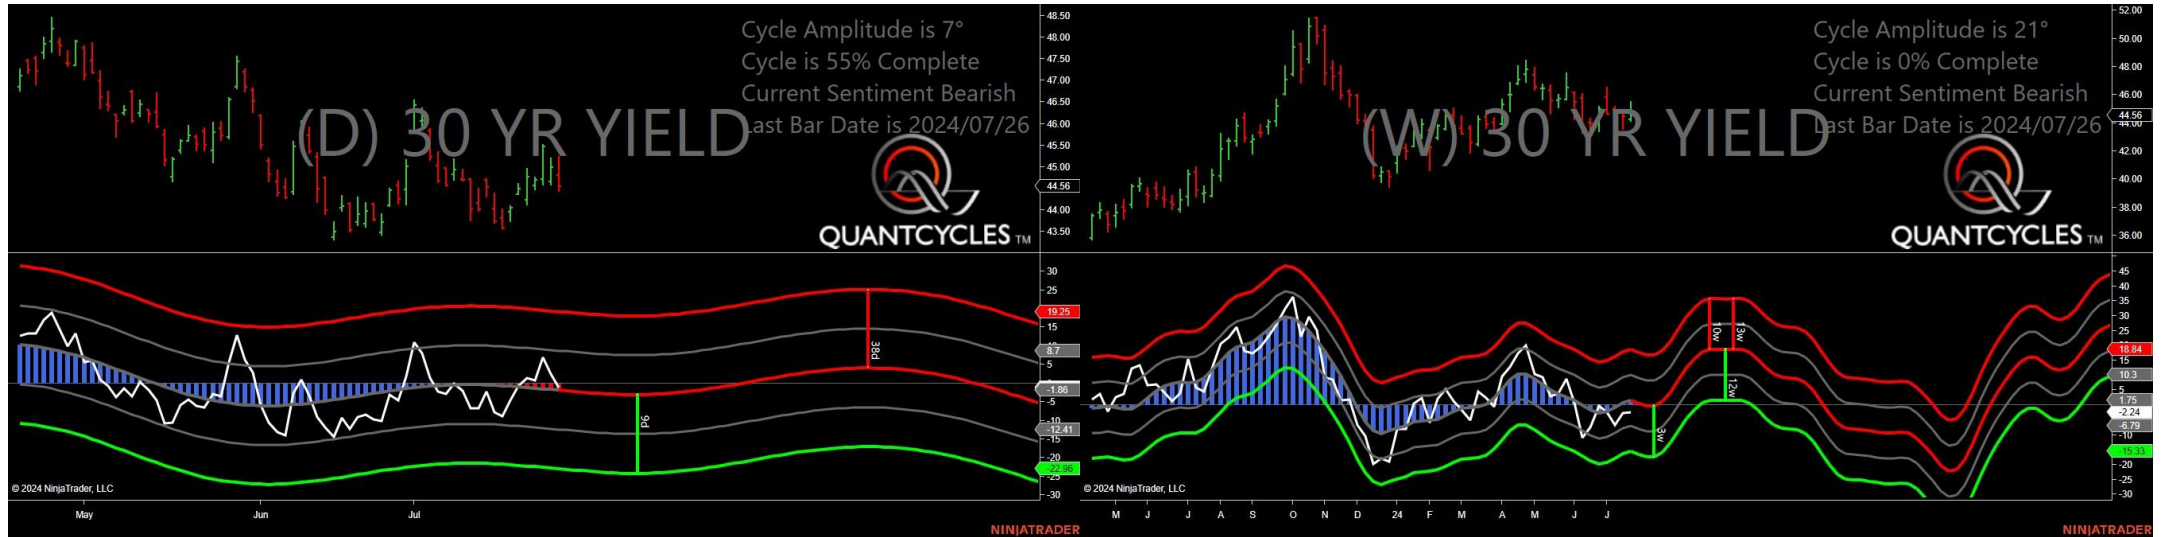 Cycle Amplitude is 7°
Cycle is 55% Complete
Current Sentiment Bearish
Last Bar Date is 2024/07/26
(D) 30 YR YIELD
QUANTCYCLES TM
48.50
48.00
47.50
47.00
46.50
46.00
45.50
45.00
44.56
44.00
43.50
30
25
19.25
15
8.7
5
-1.86
-5
-10
-12.41
-15
-20
-22.96
-25
-30
38d
9d
© 2024 NinjaTrader, LLC
May
Jun
Jul
NINJATRADER
Cycle Amplitude is 21°
Cycle is 0% Complete
Current Sentiment Bearish
Last Bar Date is 2024/07/26
(W) 30 YR YIELD
QUANTCYCLES TM
52.00
50.00
48.00
46.00
44.56
44.00
42.00
40.00
38.00
36.00
45
40
35
30
25
18.84
10.3
5
1.75
-2.24
-6.79
-10
-15.33
-20
-25
-30
10w
13w
12w
3w
© 2024 NinjaTrader, LLC
M J J A S O N D 24 F M A M J J
NINJATRADER